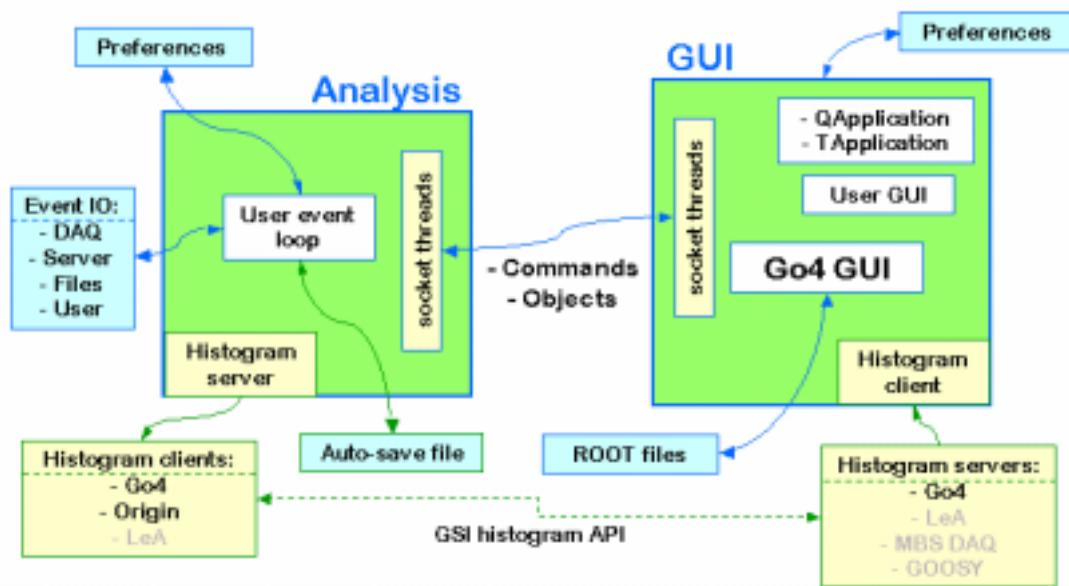 Preferences
Preferences
GUI
Analysis
- QApplication
- TApplication
socket threads
socket threads
User GUI
Event IO:
- DAQ
- Server
- Files
- User
User event
loop
Go4 GUI
- Commands
- Objects
Histogram
server
Histogram
client
Auto-save file
ROOT files
Histogram clients:
- Go4
- Origin
- LeA
Histogram servers:
- Go4
- LeA
- MBS DAQ
- GOOSY
GSI histogram API